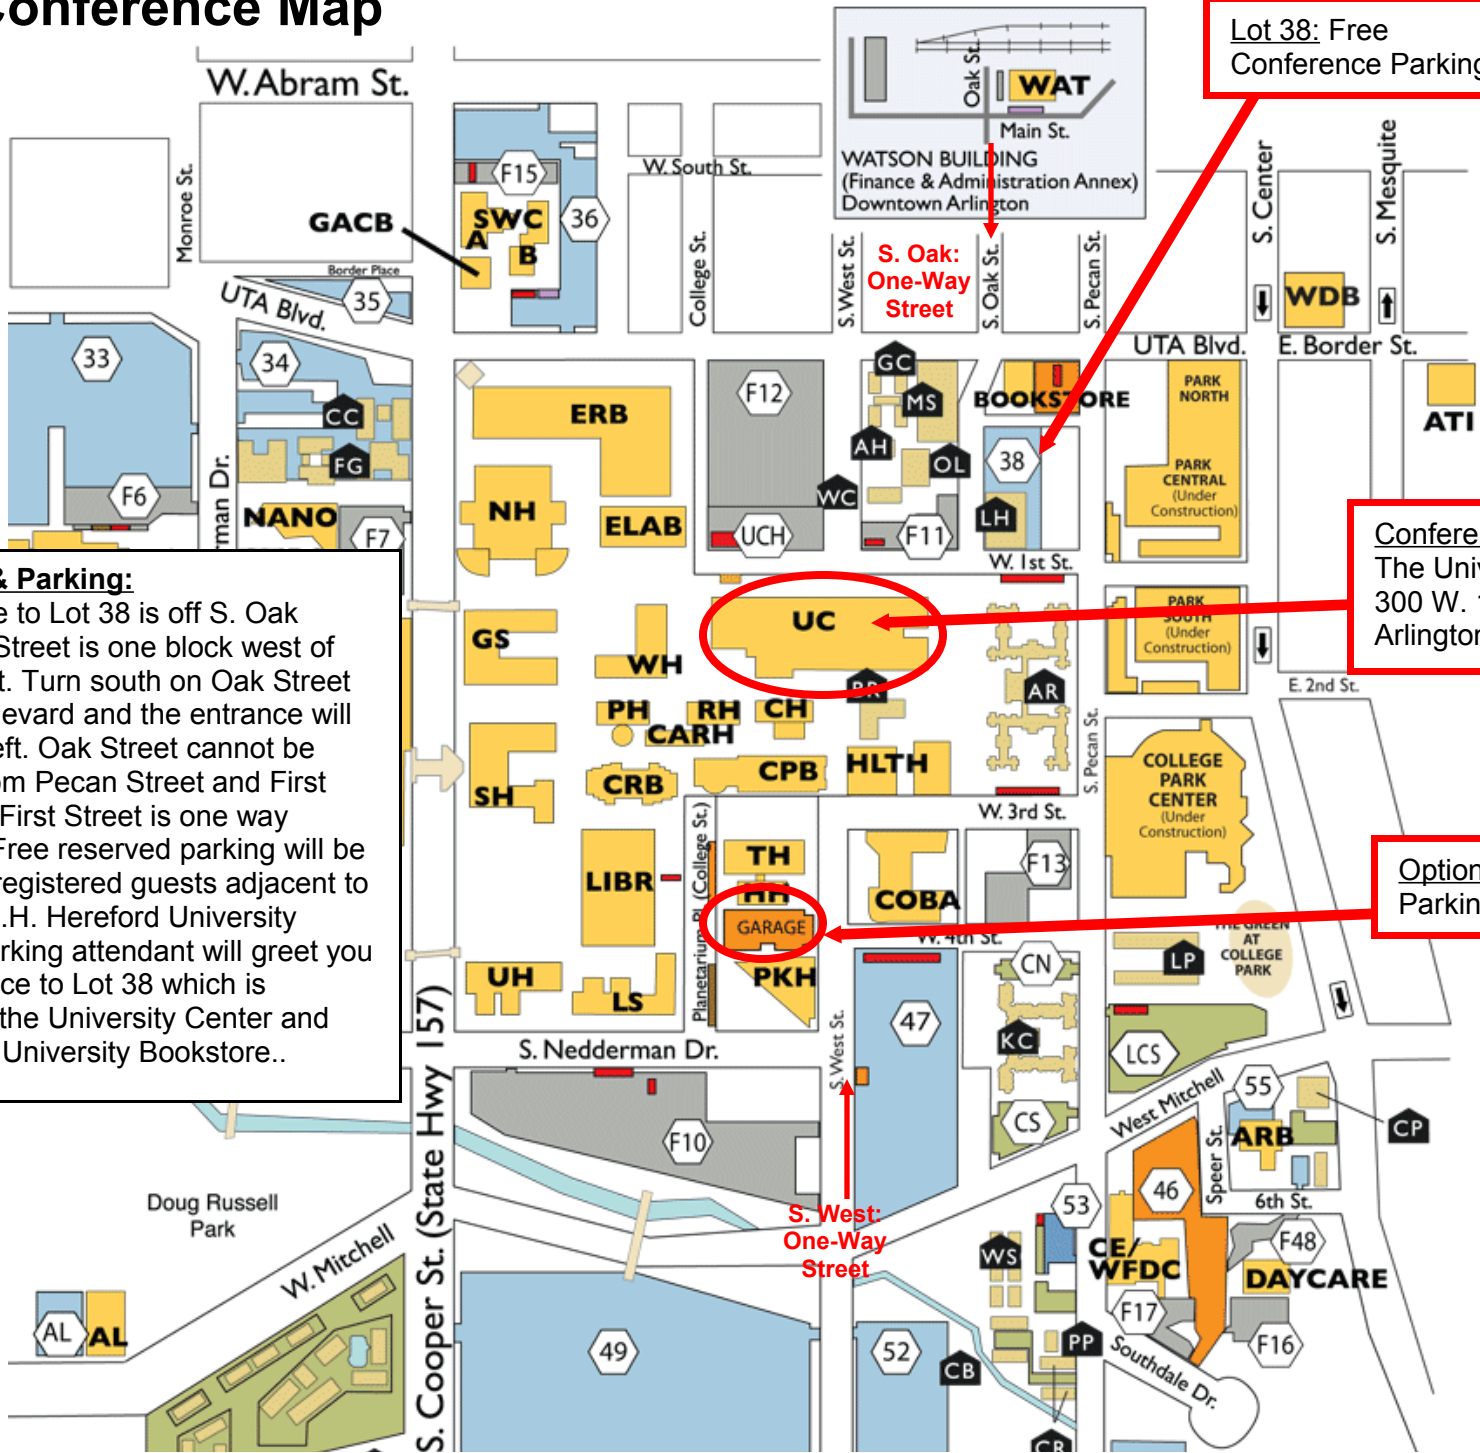 Conference Map
Lot 38: Free
Conference Parking
W. Abram St.
Oak St.
WAT
Main St.
WATSON BUILDING
(Finance & Administration Annex)
Downtown Arlington
S. Center
S. Mesquite
Monroe St.
F15
W. South St.
GACB
SWC
A
B
36
Border Place
35
UTA Blvd.
College St.
S. West St.
S. Oak:
One-Way
Street
S. Oak St.
S. Pecan St.
WDB
UTA Blvd.
E. Border St.
33
34
CC
FG
F6
NANO
F7
rman Dr.
ERB
NH
ELAB
F12
UCH
GC
MS
AH
OL
WC
F11
BOOKSTORE
38
LH
W. 1st St.
PARK
NORTH
PARK
CENTRAL
(Under
Construction)
ATI
& Parking:
e to Lot 38 is off S. Oak
Street is one block west of
t. Turn south on Oak Street
levard and the entrance will
eft. Oak Street cannot be
om Pecan Street and First
First Street is one way
Free reserved parking will be
registered guests adjacent to
.H. Hereford University
rking attendant will greet you
ce to Lot 38 which is
the University Center and
University Bookstore..
Confere
The Univ
300 W. 
Arlington
GS
WH
UC
BR
AR
PARK
SOUTH
(Under
Construction)
E. 2nd St.
PH
RH
CH
CARH
SH
CRB
CPB
HLTH
S. Pecan St.
COLLEGE
PARK
CENTER
(Under
Construction)
W. 3rd St.
Planetarium Pl. (College St.)
TH
HH
LIBR
GARAGE
COBA
F13
Option
Parkin
W. 4th St.
THE GREEN
AT
COLLEGE
PARK
LP
CN
UH
LS
PKH
47
KC
LCS
S. West St.
S. Nedderman Dr.
S. Cooper St. (State Hwy 157)
F10
CS
West Mitchell
55
CP
ARB
Speer St.
6th St.
46
53
Doug Russell
Park
W. Mitchell
S. West:
One-Way
Street
WS
CE/
WFDC
F48
DAYCARE
F17
F16
AL
AL
49
52
CB
PP
Southdale Dr.
CR